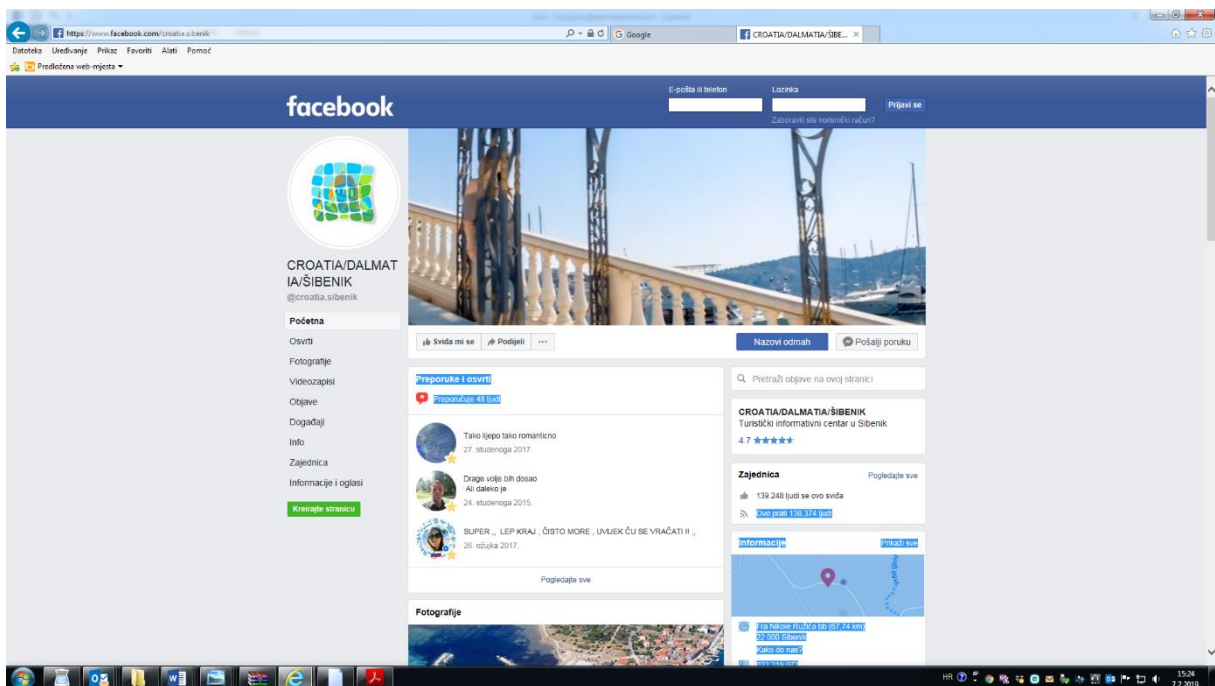 https://www.facebook.com/croatia.sibenik
Google
CROATIA/DALMATIA/ŠIBE...
Datoteka Uređivanje Prikaz Favoriti Alati Pomoć
Predložena web-mjesta
facebook
E-pošta ili telefon
Lozinka
Prijavi se
Zaboravili ste korisnički račun?
CROATIA/DALMAT
IA/ŠIBENIK
@croatia.sibenik
Početna
Osvrti
Fotografije
Videozapisi
Objave
Događaji
Info
Zajednica
Informacije i oglasi
Kreirajte stranicu
Sviđa mi se
Podijeli
Nazovi odmah
Pošalji poruku
Preporuke i osvrti
Preporučuje 48 ljudi
Tako lijepo tako romanticno
27. studenoga 2017.
Drage volje bih dosao
Ali daleko je
24. studenoga 2015.
SUPER ,, LEP KRAJ , ČISTO MORE , UVIJEK ČU SE VRAČATI !! ,,
26. ožujka 2017.
Pogledajte sve
Fotografije
Pretraži objave na ovoj stranici
CROATIA/DALMATIA/ŠIBENIK
Turistički informativni centar u Sibenik
4.7
Zajednica
Pogledajte sve
139.248 ljudi se ovo sviđa
Ovo prati 138.374 ljudi
Informacije
Prikaži sve
Fra Nikole Ružića bb (67,74 km)
22 000 Sibenik
Kako do nas?
022 219 072
HR
15:24
7.2.2019.